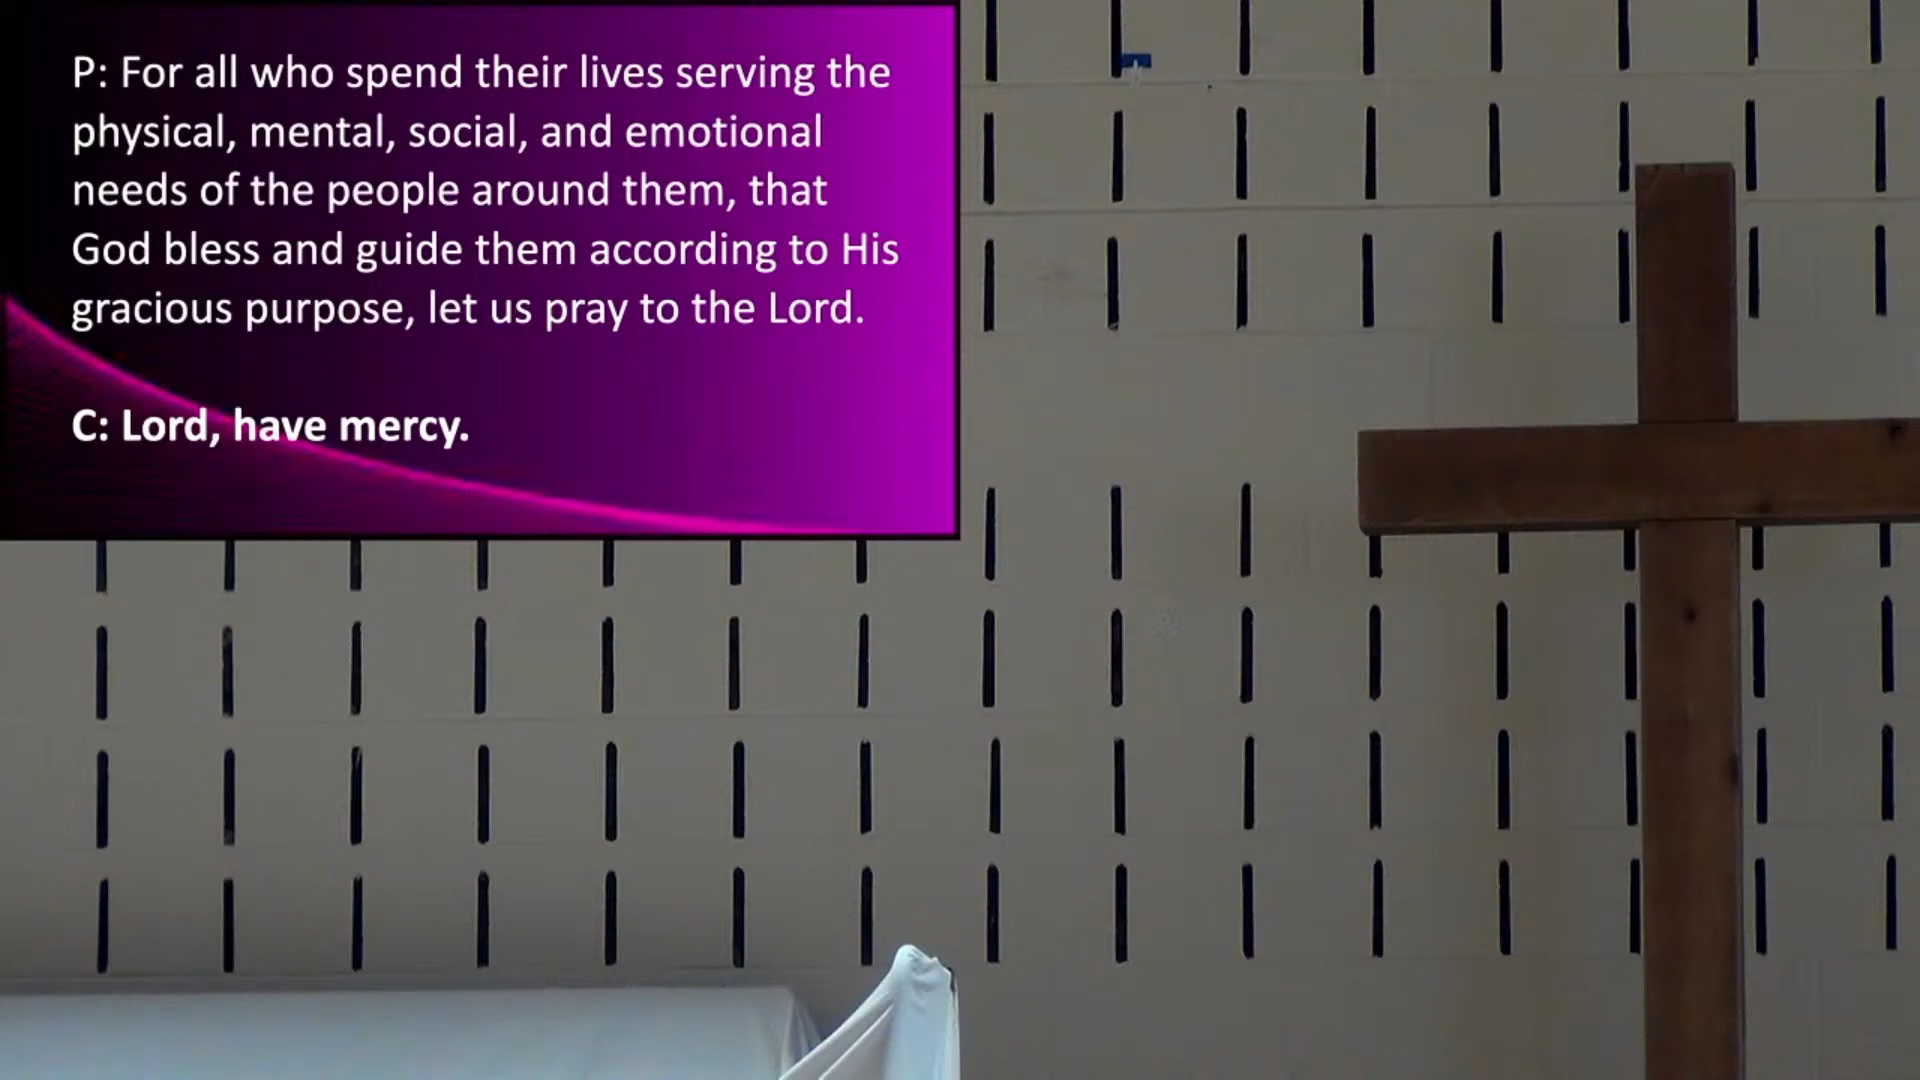 P: For all who spend their lives serving the
physical, mental, social, and emotional
needs of the people around them, that
God bless and guide them according to His
gracious purpose, let us pray to the Lord.
C: Lord, have mercy.